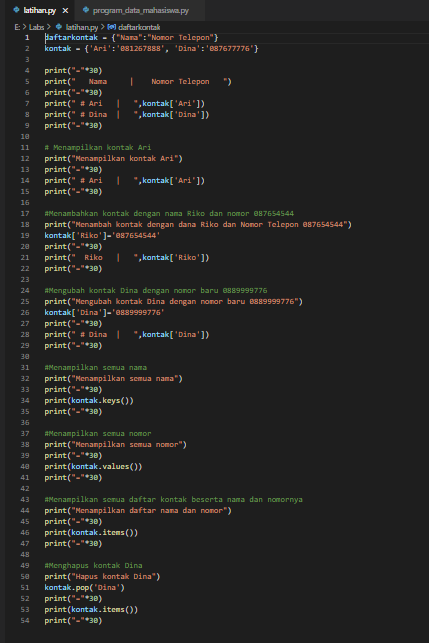 latihan.py × program_data_mahasiswa.py
E: > Labs > latihan.py > daftarkontak
1 daftarkontak = {"Nama":"Nomor Telepon"}
2 kontak = {'Ari':'081267888', 'Dina':'087677776'}
3
4 print("="*30)
5 print("   Nama     |    Nomor Telepon   ")
6 print("="*30)
7 print(" # Ari   |   ",kontak['Ari'])
8 print(" # Dina  |   ",kontak['Dina'])
9 print("="*30)
10
11 # Menampilkan kontak Ari
12 print("Menampilkan kontak Ari")
13 print("="*30)
14 print(" # Ari   |   ",kontak['Ari'])
15 print("="*30)
16
17 #Menambahkan kontak dengan nama Riko dan nomor 087654544
18 print("Menambah kontak dengan dana Riko dan Nomor Telepon 087654544")
19 kontak['Riko']='087654544'
20 print("="*30)
21 print("  Riko   |   ",kontak['Riko'])
22 print("="*30)
23
24 #Mengubah kontak Dina dengan nomor baru 0889999776
25 print("Mengubah kontak Dina dengan nomor baru 0889999776")
26 kontak['Dina']='0889999776'
27 print("="*30)
28 print(" # Dina  |   ",kontak['Dina'])
29 print("="*30)
30
31 #Menampilkan semua nama
32 print("Menampilkan semua nama")
33 print("="*30)
34 print(kontak.keys())
35 print("="*30)
36
37 #Menampilkan semua nomor
38 print("Menampilkan semua nomor")
39 print("="*30)
40 print(kontak.values())
41 print("="*30)
42
43 #Menampilkan semua daftar kontak beserta nama dan nomornya
44 print("Menampilkan daftar nama dan nomor")
45 print("="*30)
46 print(kontak.items())
47 print("="*30)
48
49 #Menghapus kontak Dina
50 print("Hapus kontak Dina")
51 kontak.pop('Dina')
52 print("="*30)
53 print(kontak.items())
54 print("="*30)